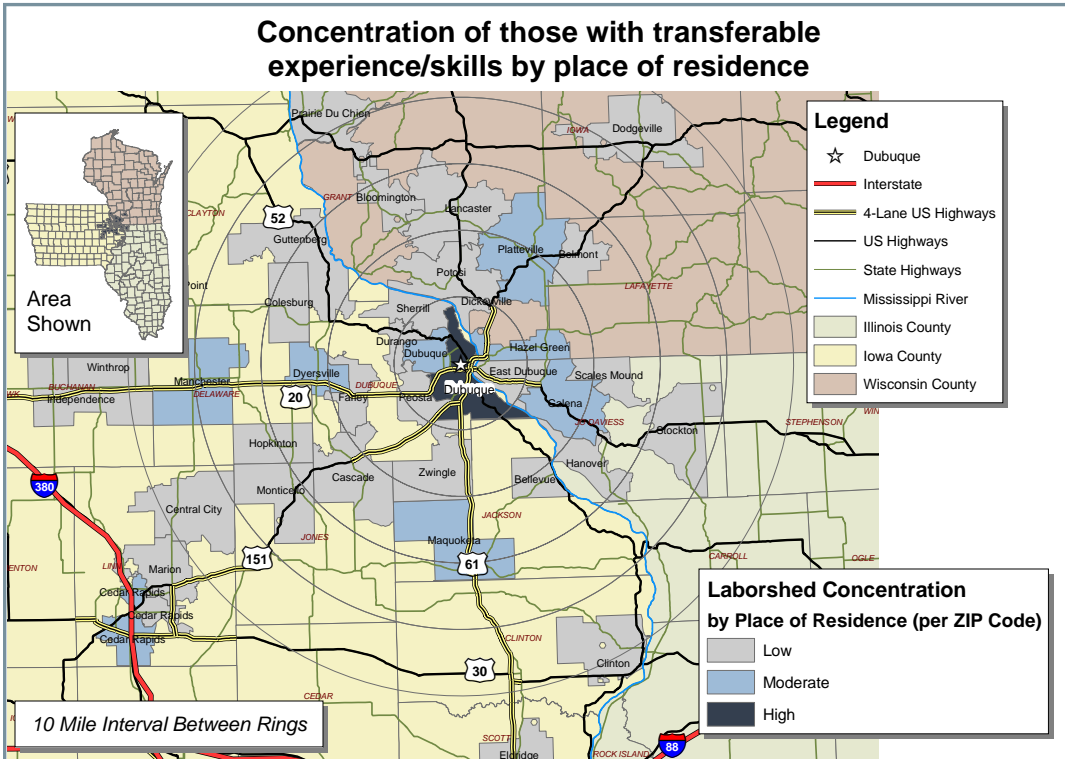 Concentration of those with transferable
experience/skills by place of residence
Area
Shown
Legend
Dubuque
Interstate
4-Lane US Highways
US Highways
State Highways
Mississippi River
Illinois County
Iowa County
Wisconsin County
Prairie Du Chien
IOWA
Dodgeville
GRANT
Bloomington
Lancaster
CLAYTON
52
Guttenberg
Platteville
Belmont
Potosi
Point
Colesburg
LAFAYETTE
Sherrill
Dickeyville
Durango
Dubuque
Hazel Green
Winthrop
Dyersville
East Dubuque
Scales Mound
BUCHANAN
Manchester
DUBUQUE
Dubuque
WK
Independence
DELAWARE
20
Farley
Peosta
Galena
JO DAVIESS
STEPHENSON
WIN
Stockton
Hopkinton
Zwingle
Hanover
380
Monticello
Cascade
Bellevue
Central City
JACKSON
JONES
Maquoketa
151
61
CARROLL
OGLE
ENTON
LINN
Marion
Cedar Rapids
Cedar Rapids
Cedar Rapids
CLINTON
30
Clinton
CEDAR
SCOTT
Eldridge
ROCK ISLAND
88
Laborshed Concentration
by Place of Residence (per ZIP Code)
Low
Moderate
High
10 Mile Interval Between Rings